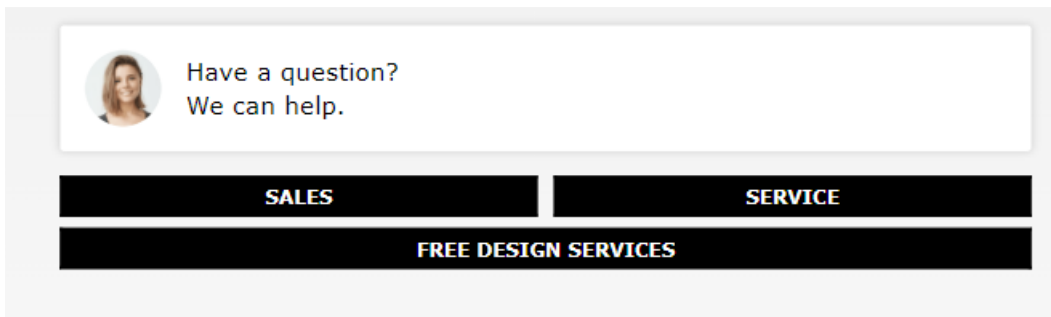 Have a question?
We can help.
SALES
SERVICE
FREE DESIGN SERVICES